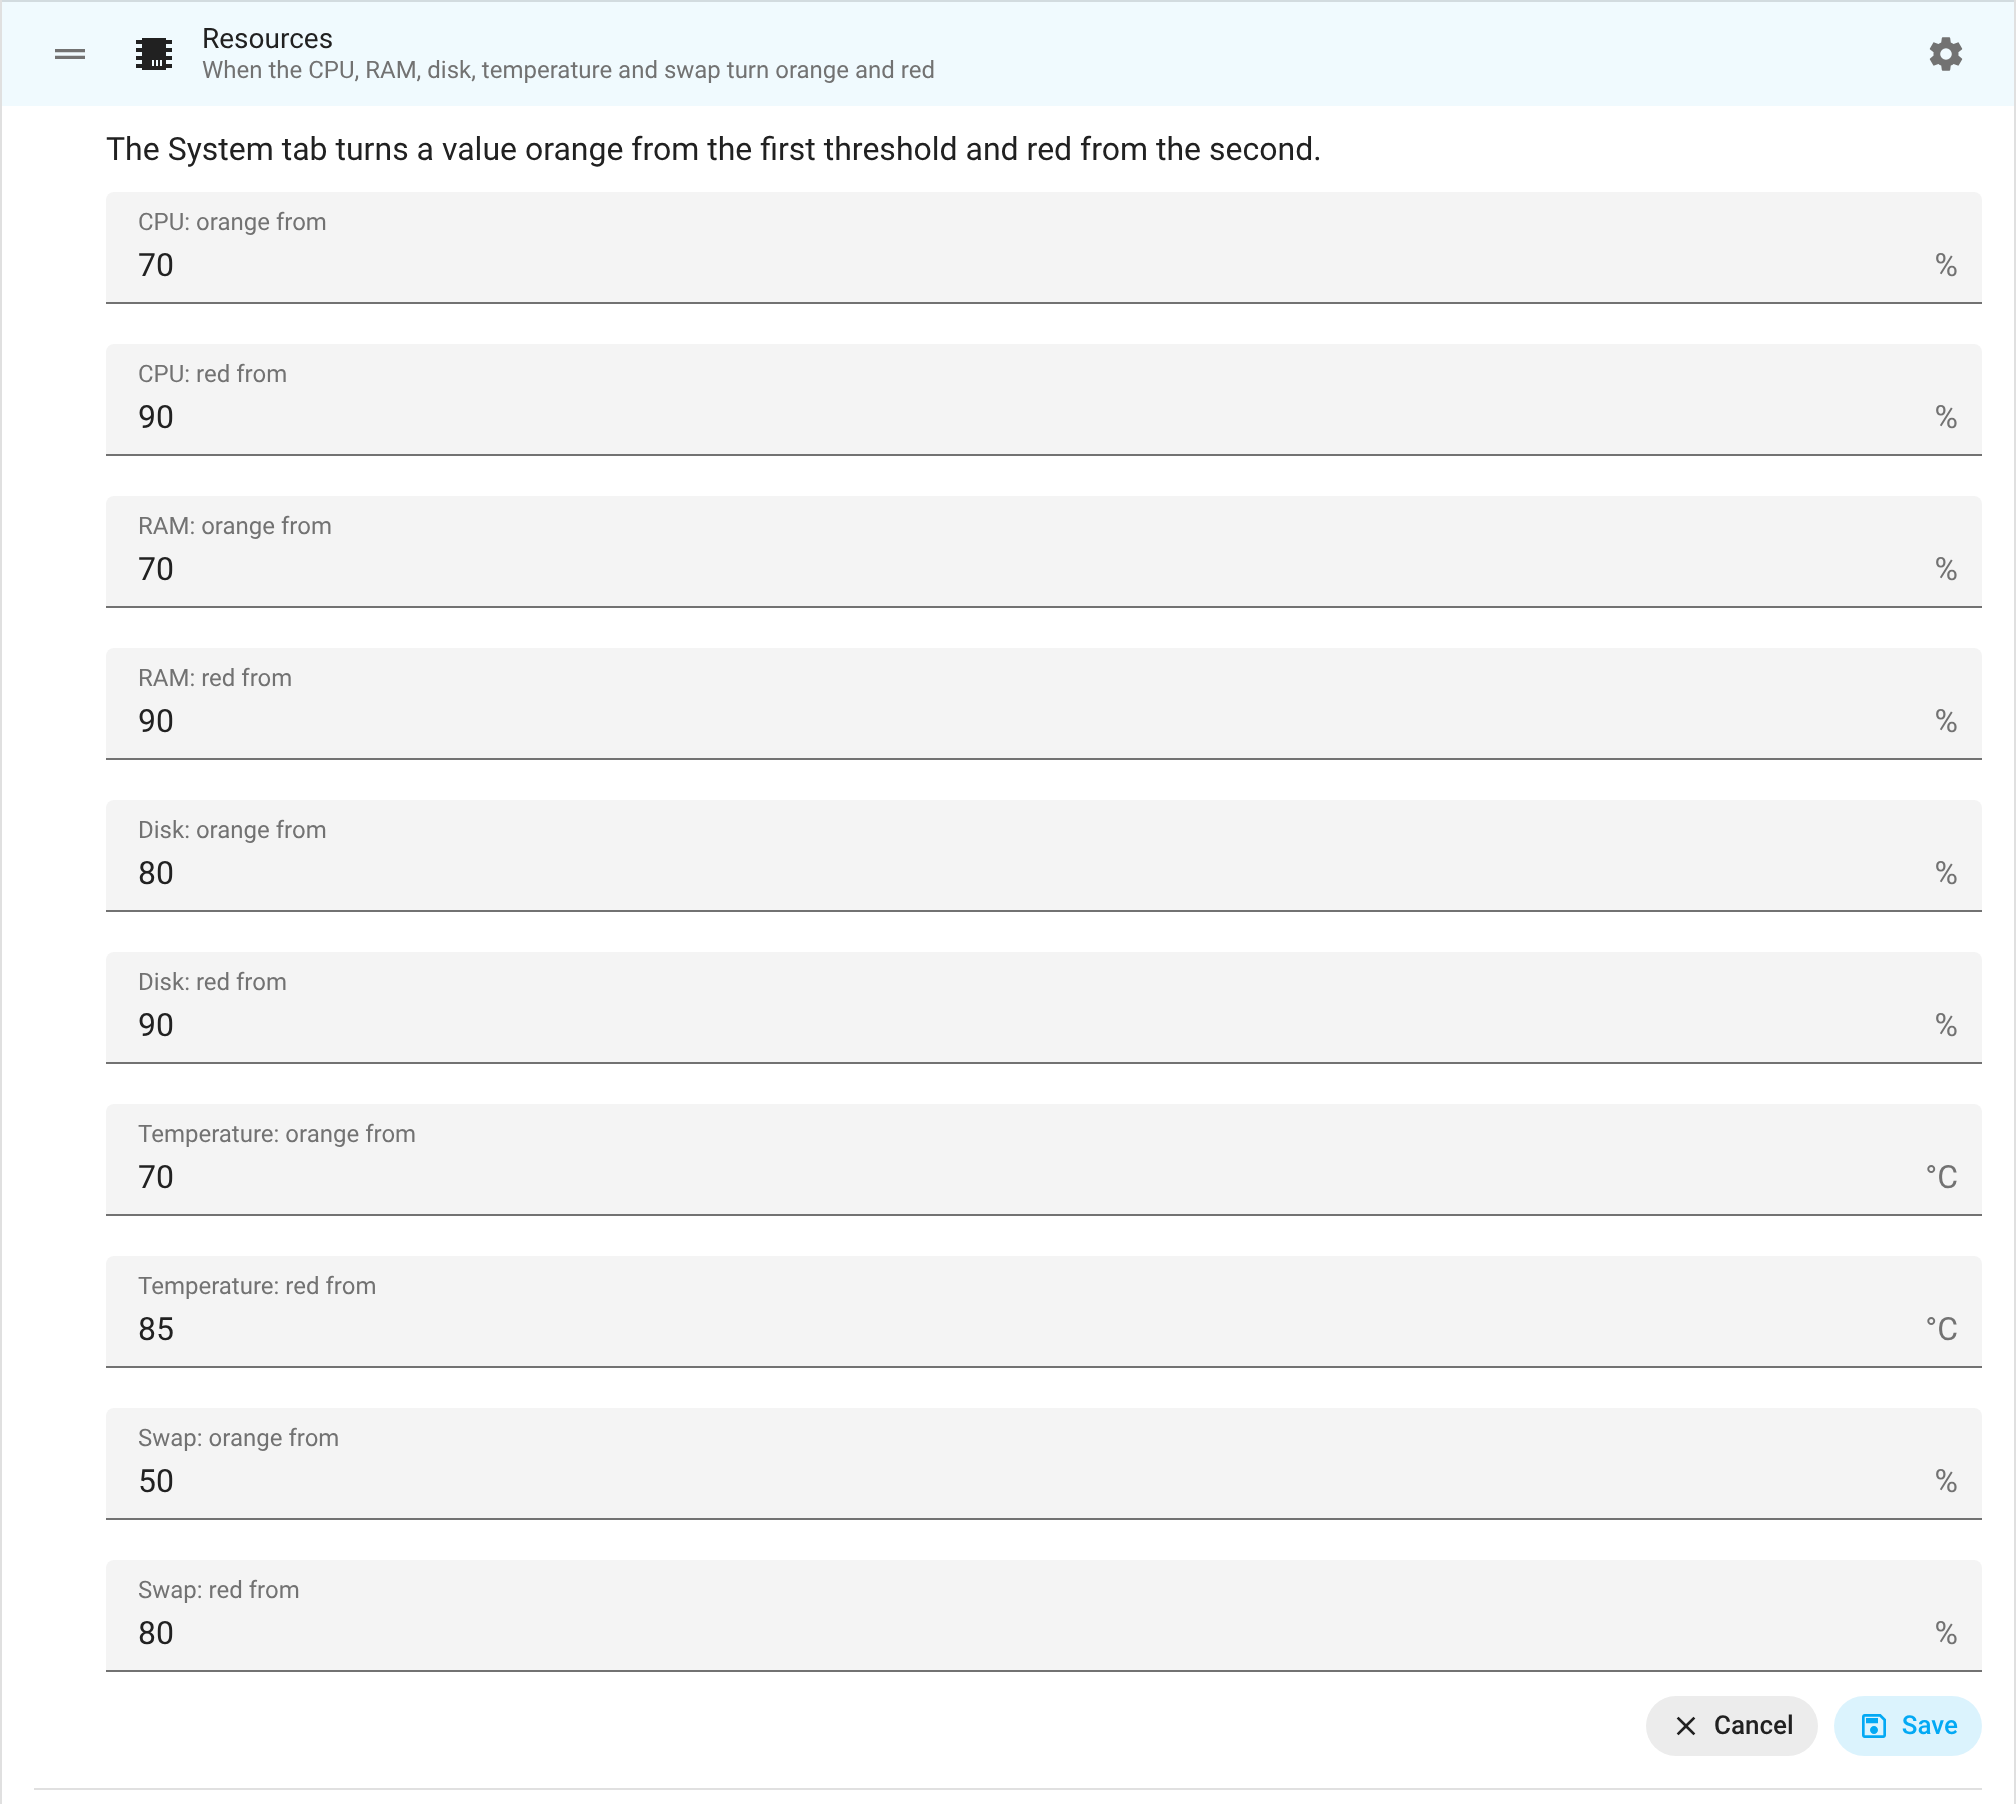 Resources
When the CPU, RAM, disk, temperature and swap turn orange and red
The System tab turns a value orange from the first threshold and red from the second.
CPU: orange from
70 %
CPU: red from
90 %
RAM: orange from
70 %
RAM: red from
90 %
Disk: orange from
80 %
Disk: red from
90 %
Temperature: orange from
70 °C
Temperature: red from
85 °C
Swap: orange from
50 %
Swap: red from
80 %
Cancel Save